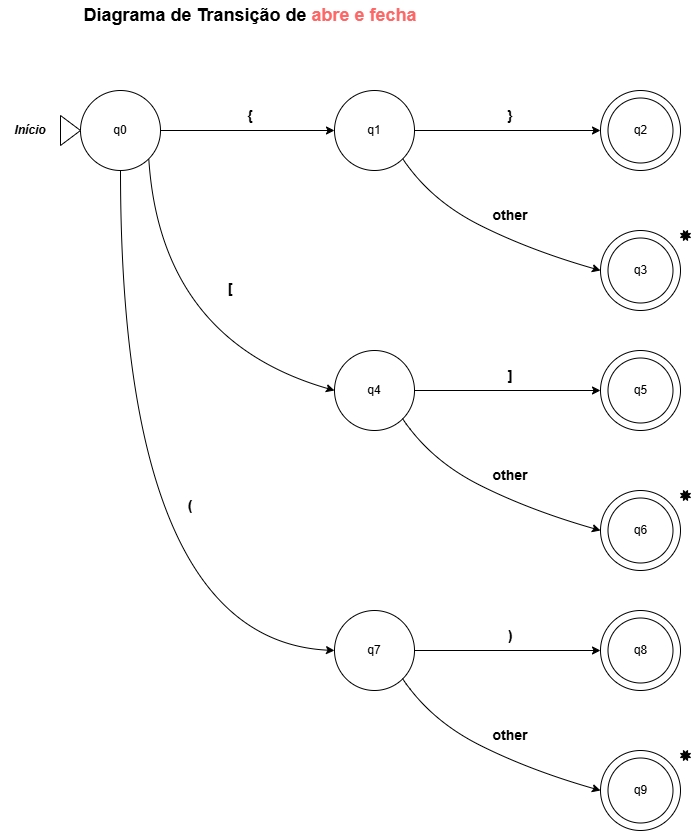 Diagrama de Transição de abre e fecha
Início
q0
{
q1
}
q2
other
q3
[
q4
]
q5
other
q6
(
q7
)
q8
other
q9